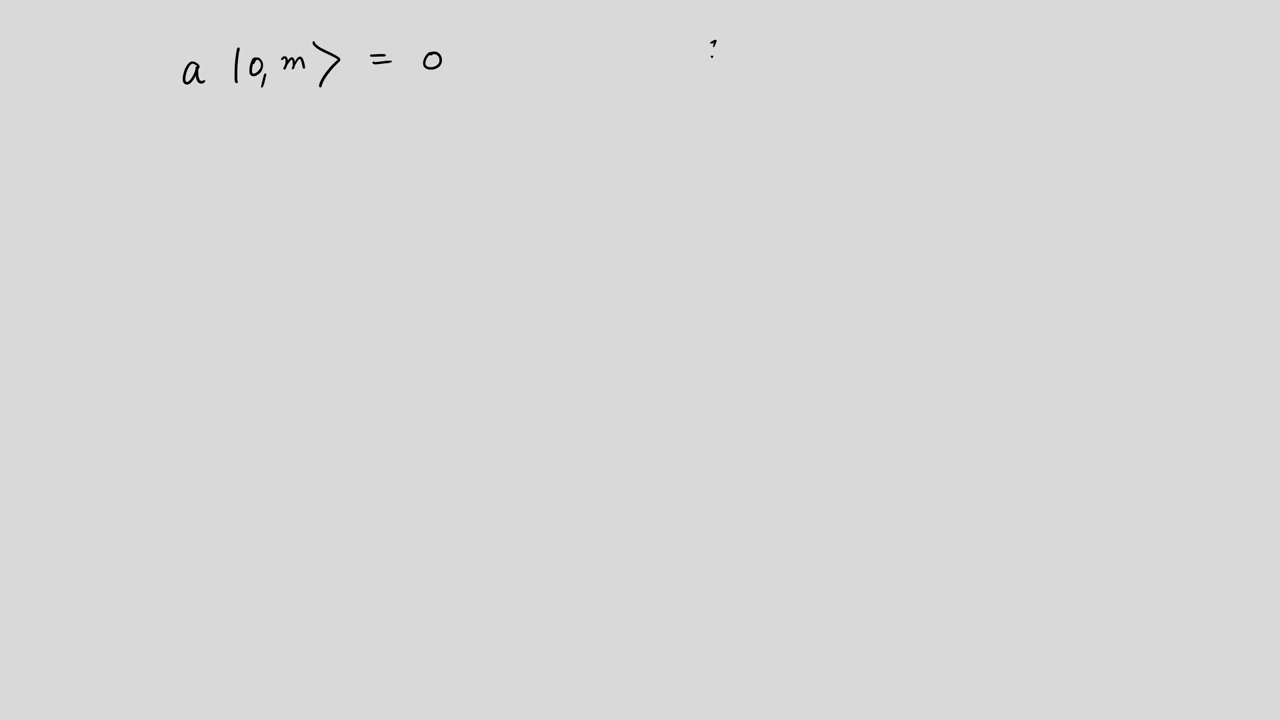 a |0, m> = 0